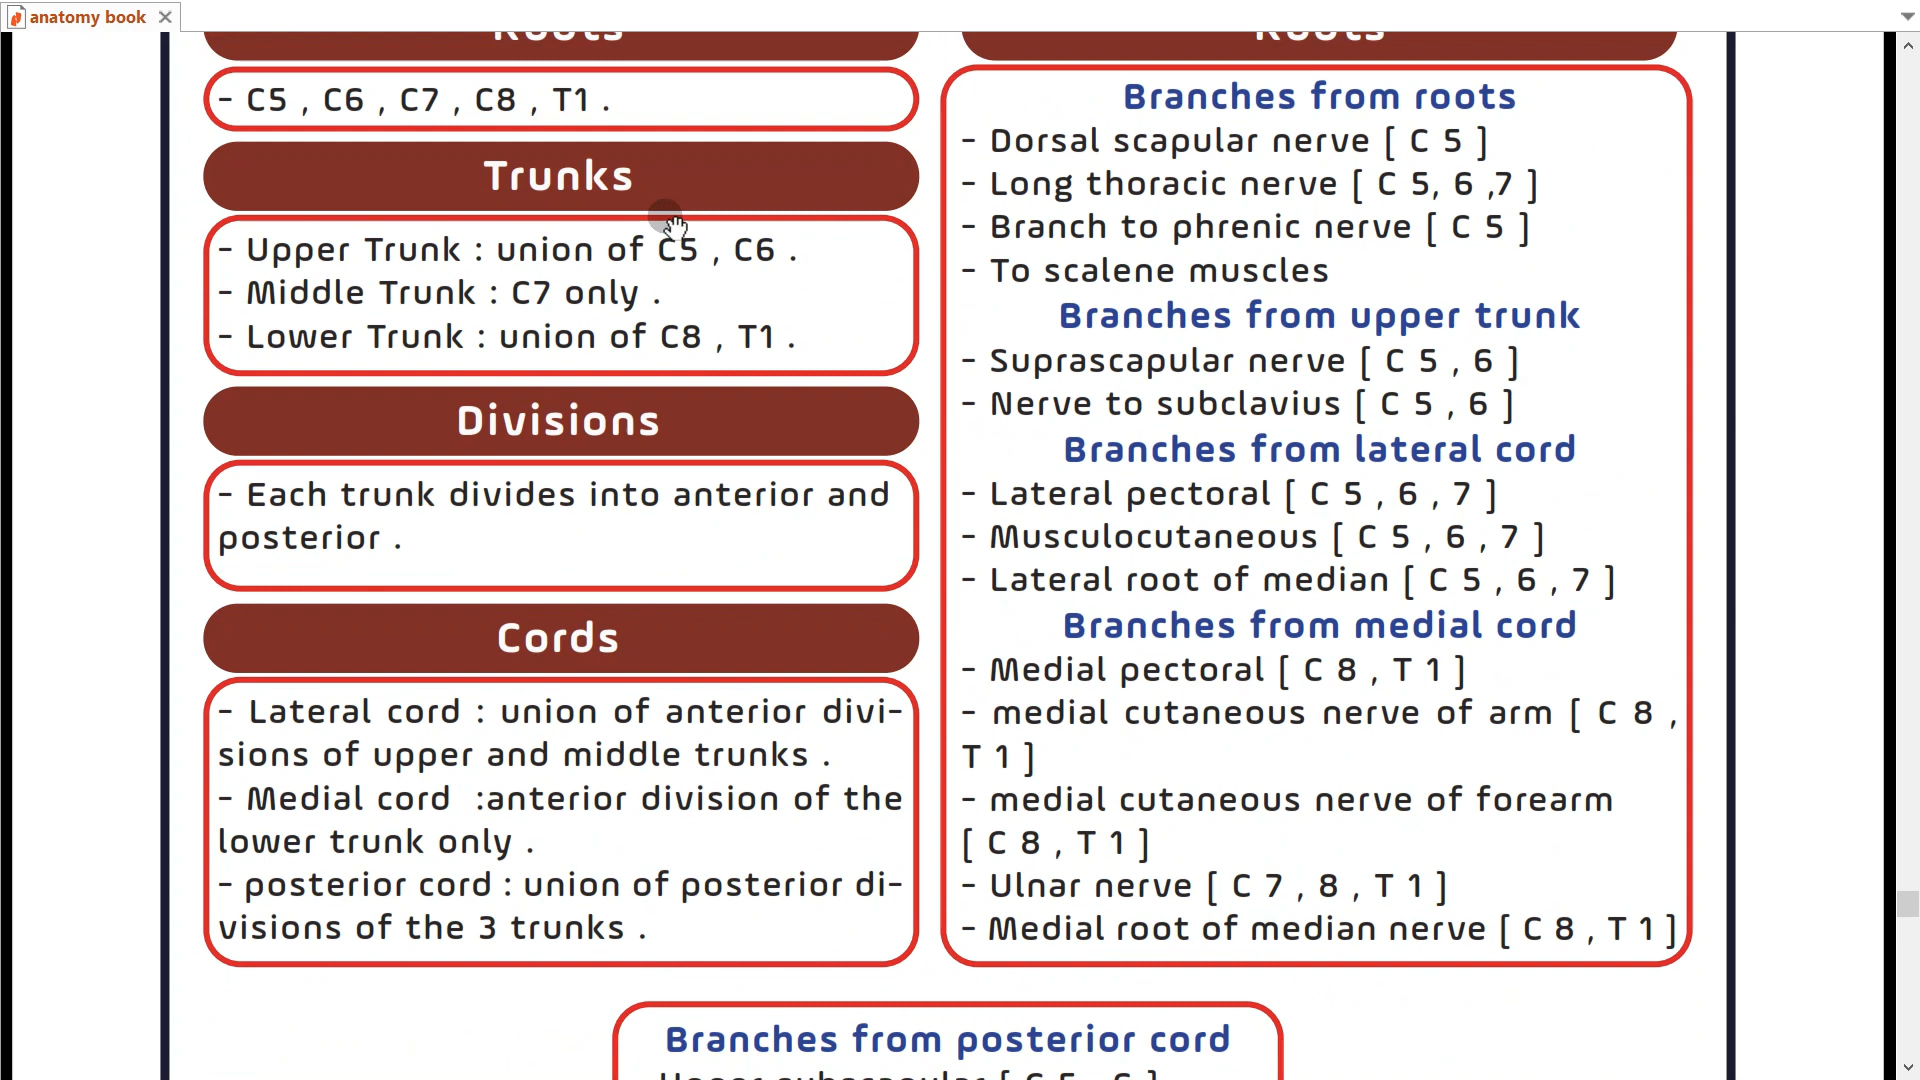 anatomy book
Roots
- C5 , C6 , C7 , C8 , T1 .
Trunks
- Upper Trunk : union of C5 , C6 .
- Middle Trunk : C7 only .
- Lower Trunk : union of C8 , T1 .
Divisions
- Each trunk divides into anterior and
posterior .
Cords
- Lateral cord : union of anterior divi-
sions of upper and middle trunks .
- Medial cord :anterior division of the
lower trunk only .
- posterior cord : union of posterior di-
visions of the 3 trunks .
Roots
Branches from roots
- Dorsal scapular nerve [ C 5 ]
- Long thoracic nerve [ C 5, 6 ,7 ]
- Branch to phrenic nerve [ C 5 ]
- To scalene muscles
Branches from upper trunk
- Suprascapular nerve [ C 5 , 6 ]
- Nerve to subclavius [ C 5 , 6 ]
Branches from lateral cord
- Lateral pectoral [ C 5 , 6 , 7 ]
- Musculocutaneous [ C 5 , 6 , 7 ]
- Lateral root of median [ C 5 , 6 , 7 ]
Branches from medial cord
- Medial pectoral [ C 8 , T 1 ]
- medial cutaneous nerve of arm [ C 8 ,
T 1 ]
- medial cutaneous nerve of forearm
[ C 8 , T 1 ]
- Ulnar nerve [ C 7 , 8 , T 1 ]
- Medial root of median nerve [ C 8 , T 1 ]
Branches from posterior cord
Upper subscapular [ C 5 , 6 ]